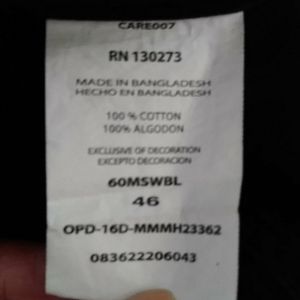 CARE007
RN 130273
MADE IN BANGLADESH
HECHO EN BANGLADESH
100 % COTTON
100% ALGODON
EXCLUSIVE OF DECORATION
EXCEPTO DECORACION
60MSWBL
46
OPD-16D-MMMH23362
083622206043